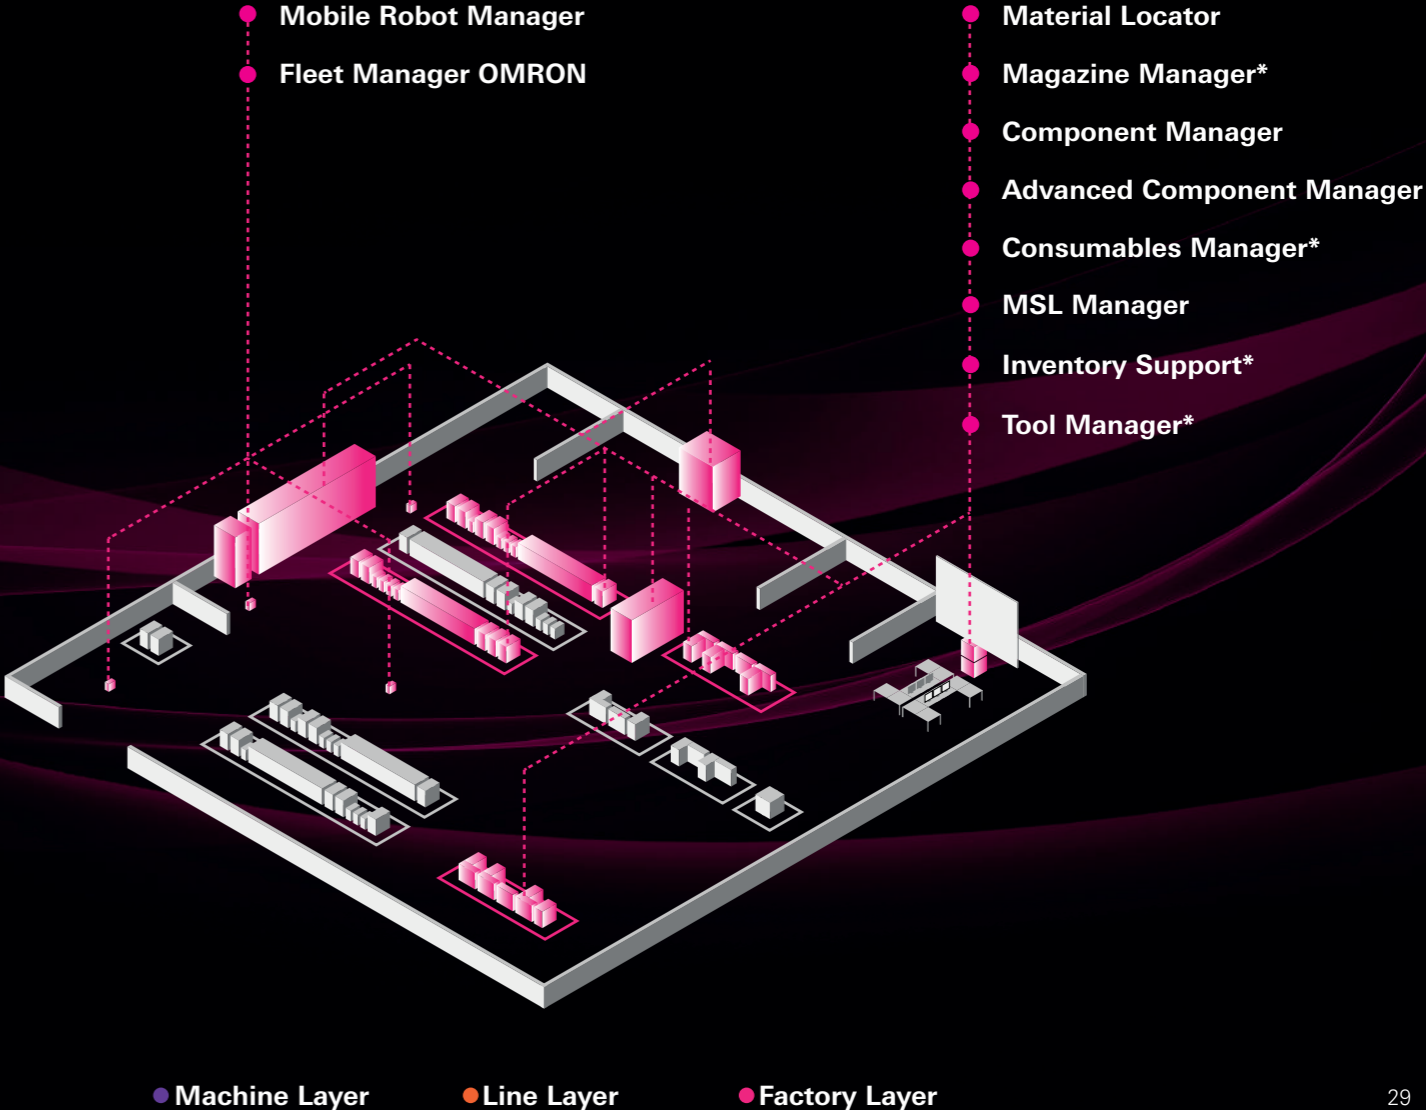 Mobile Robot Manager
Fleet Manager OMRON
Material Locator
Magazine Manager*
Component Manager
Advanced Component Manager
Consumables Manager*
MSL Manager
Inventory Support*
Tool Manager*
Machine Layer
Line Layer
Factory Layer
29